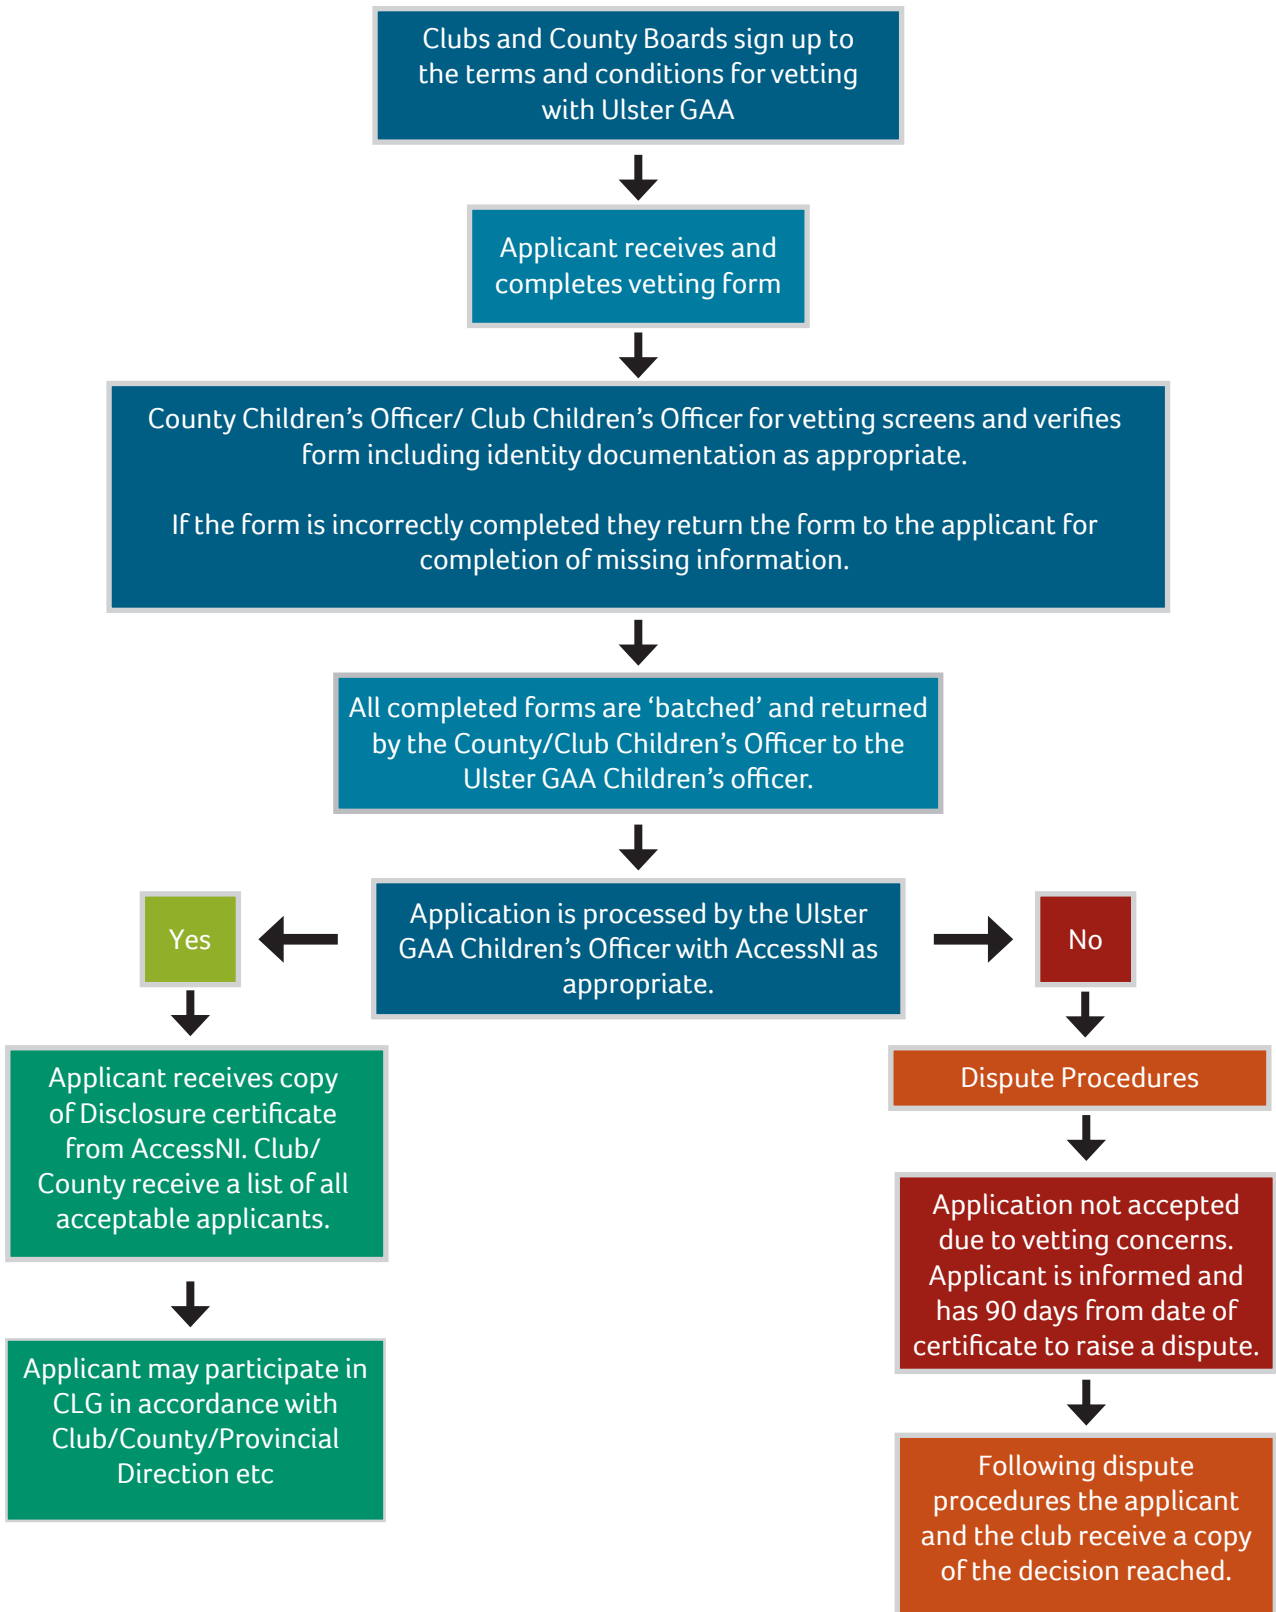 Clubs and County Boards sign up to
the terms and conditions for vetting
with Ulster GAA
Applicant receives and
completes vetting form
County Children’s Officer/ Club Children’s Officer for vetting screens and verifies
form including identity documentation as appropriate.
If the form is incorrectly completed they return the form to the applicant for
completion of missing information.
All completed forms are ‘batched’ and returned
by the County/Club Children’s Officer to the
Ulster GAA Children’s officer.
Application is processed by the Ulster
GAA Children’s Officer with AccessNI as
appropriate.
Yes
Applicant receives copy
of Disclosure certificate
from AccessNI. Club/
County receive a list of all
acceptable applicants.
Applicant may participate in
CLG in accordance with
Club/County/Provincial
Direction etc
No
Dispute Procedures
Application not accepted
due to vetting concerns.
Applicant is informed and
has 90 days from date of
certificate to raise a dispute.
Following dispute
procedures the applicant
and the club receive a copy
of the decision reached.